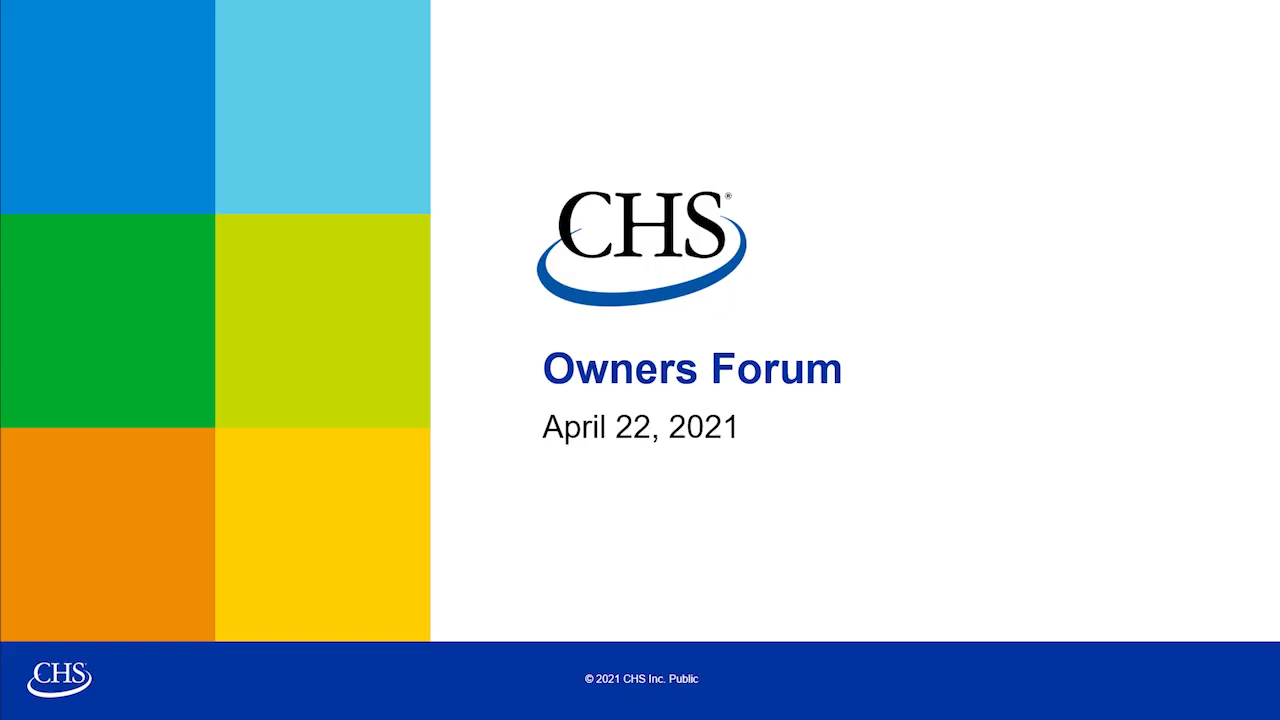 CHS®
Owners Forum
April 22, 2021
CHS
© 2021 CHS Inc. Public